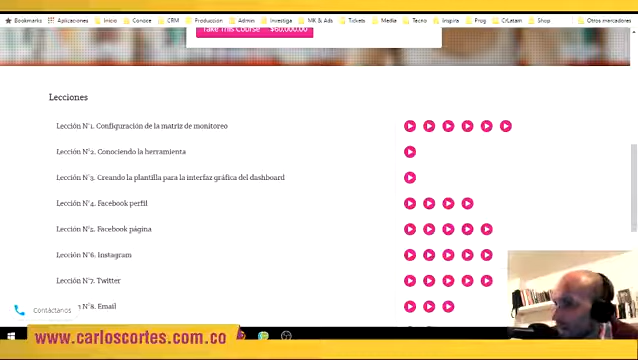 Bookmarks Aplicaciones Inicio Conoce CRM Produccion Admin Investiga MK & Ads Tickets Media Tecno Inspira Prog C/Latam Shop Otros marcadores
Take This Course $60,000.00
Lecciones
Lección N°1. Configuración de la matriz de monitoreo
Lección N°2. Conociendo la herramienta
Lección N°3. Creando la plantilla para la interfaz gráfica del dashboard
Lección N°4. Facebook perfil
Lección N°5. Facebook página
Lección N°6. Instagram
Lección N°7. Twitter
n N°8. Email
Contáctanos
www.carloscortes.com.co